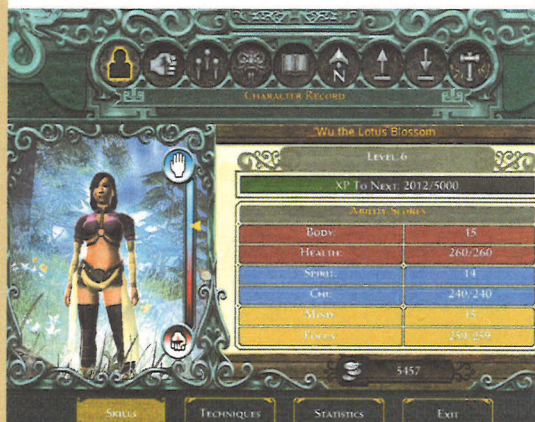 N
CHARACTER RECORD
Wu the Lotus Blossom
LEVEL: 6
XP TO NEXT: 2012/5000
ABILITY SCORES
BODY: 15
HEALTH: 260/260
SPIRIT: 14
CHI: 240/240
MIND: 15
FOCUS: 259/259
5457
SKILLS TECHNIQUES STATISTICS EXIT